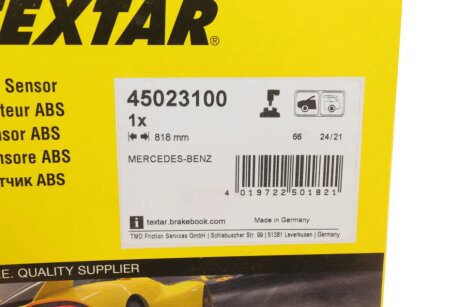 TEXTAR®
Sensor
teur ABS
sor ABS
sore ABS
тчик ABS
45023100
1x
818 mm
66 24/21
MERCEDES-BENZ
4 019722 501821
i textar.brakebook.com
Made in Germany
TMD Friction Services GmbH | Schlebuscher Str. 99 | 51381 Leverkusen | Germany
.E. QUALITY SUPPLIER